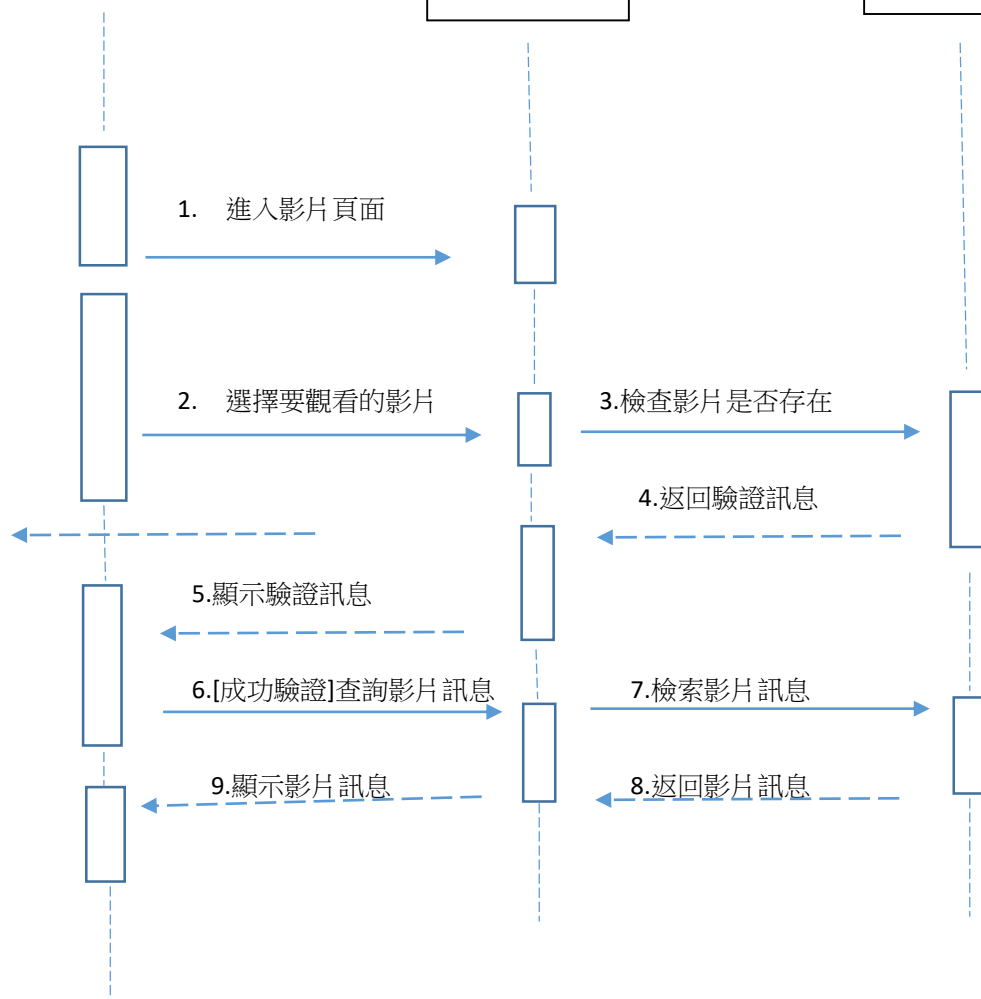 1. 進入影片頁面
2. 選擇要觀看的影片
3.檢查影片是否存在
4.返回驗證訊息
5.顯示驗證訊息
6.[成功驗證]查詢影片訊息
7.檢索影片訊息
9.顯示影片訊息
8.返回影片訊息